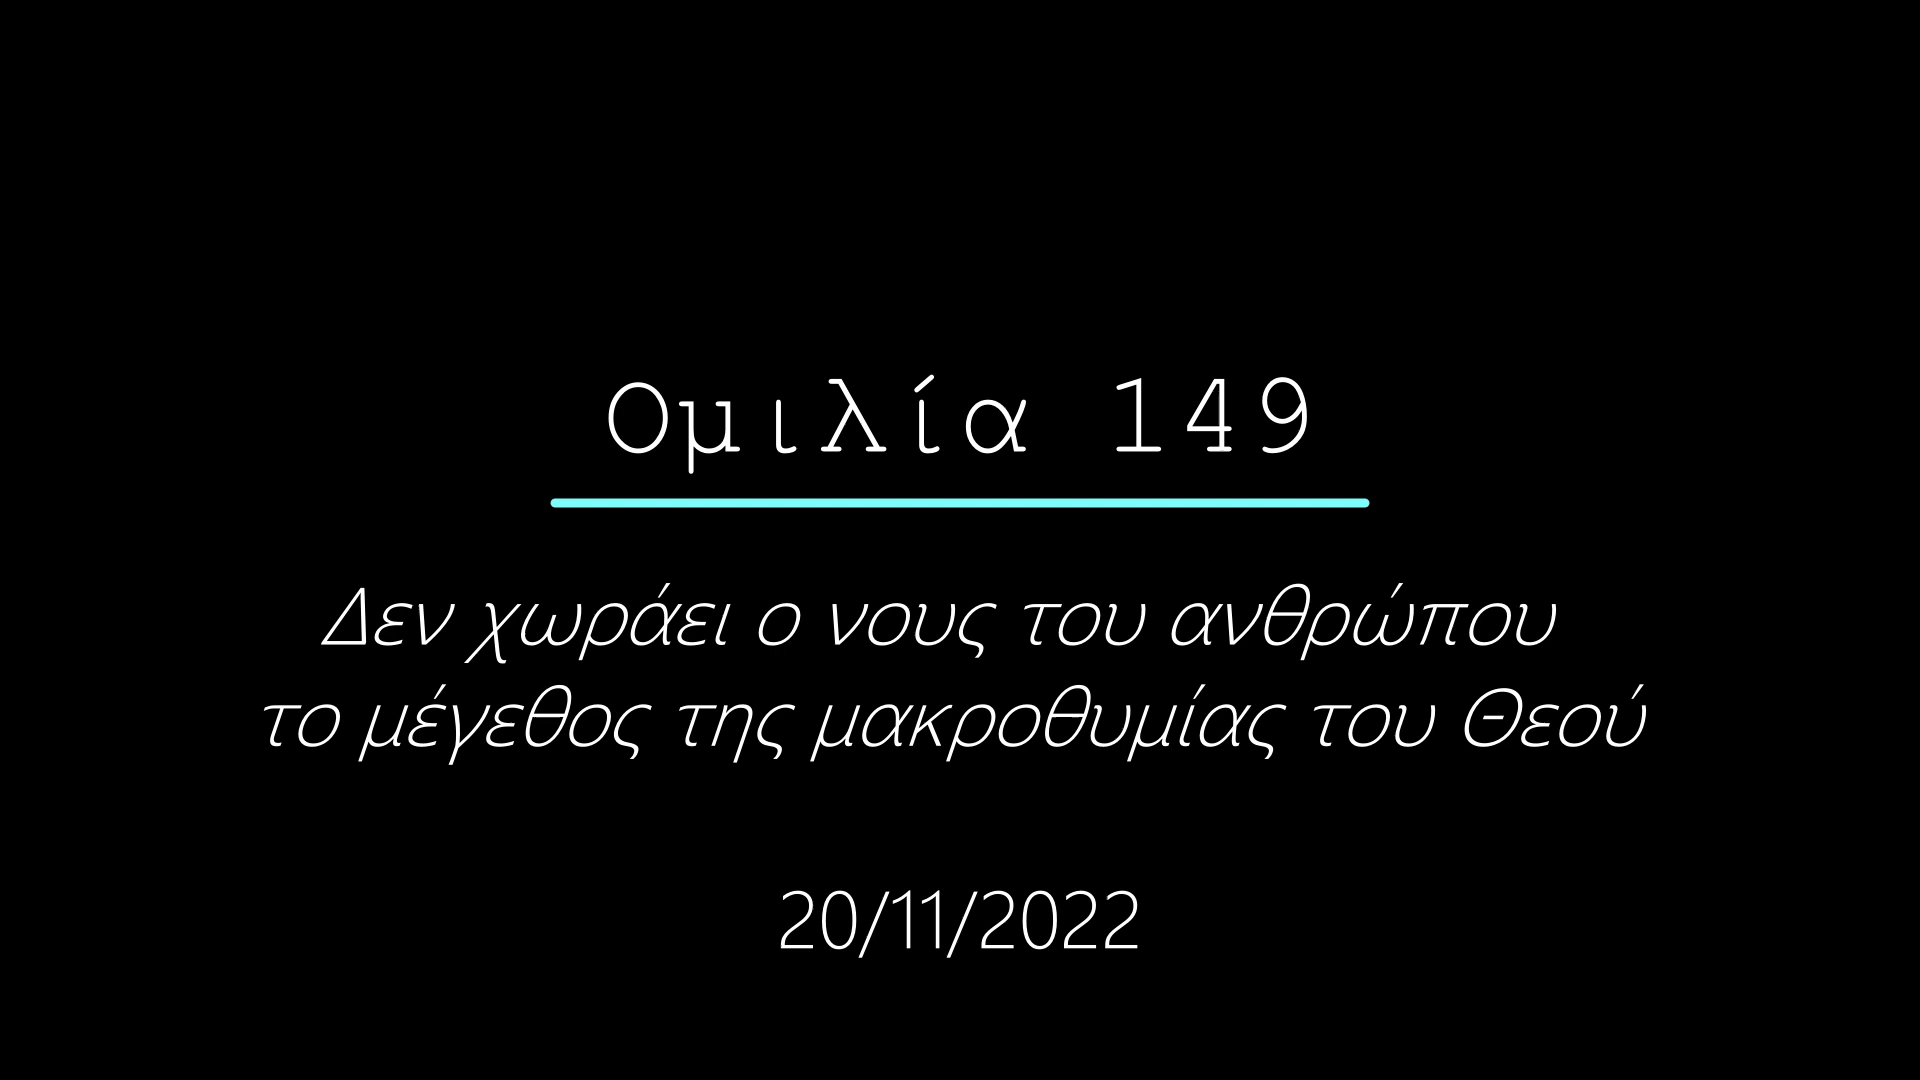 Ομιλία 149
Δεν χωράει ο νους του ανθρώπου
το μέγεθος της μακροθυμίας του Θεού
20/11/2022